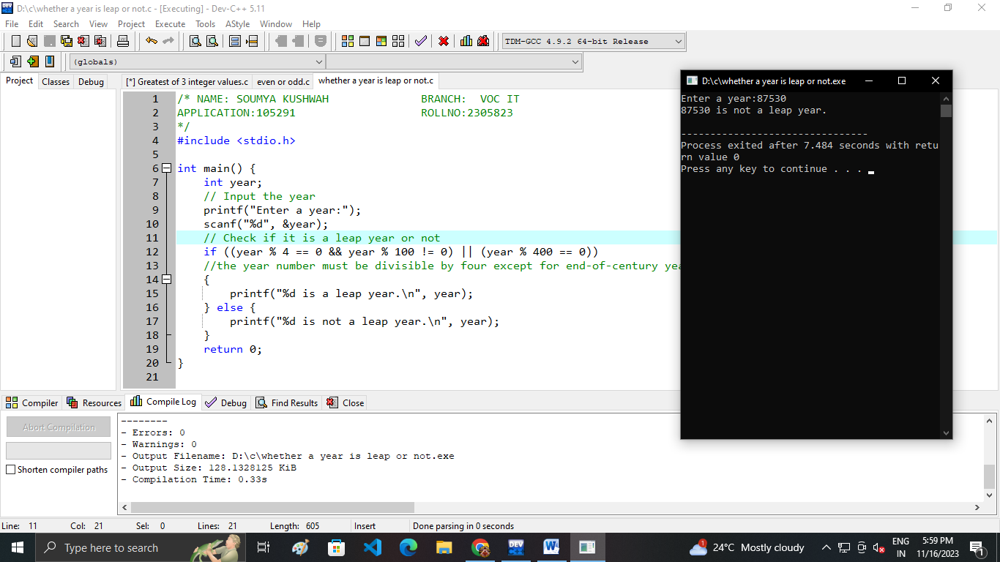 D:\c\whether a year is leap or not.c - [Executing] - Dev-C++ 5.11
File Edit Search View Project Execute Tools AStyle Window Help
TDM-GCC 4.9.2 64-bit Release
(globals)
Project Classes Debug
[*] Greatest of 3 integer values.c even or odd.c whether a year is leap or not.c
1 /* NAME: SOUMYA KUSHWAH BRANCH: VOC IT
2 APPLICATION:105291 ROLLNO:2305823
3 */
4 #include <stdio.h>
5
6 int main() {
7 int year;
8 // Input the year
9 printf("Enter a year:");
10 scanf("%d", &year);
11 // Check if it is a leap year or not
12 if ((year % 4 == 0 && year % 100 != 0) || (year % 400 == 0))
13 //the year number must be divisible by four except for end-of-century yea
14 {
15 printf("%d is a leap year.\n", year);
16 } else {
17 printf("%d is not a leap year.\n", year);
18 }
19 return 0;
20 }
21
D:\c\whether a year is leap or not.exe
Enter a year:87530
87530 is not a leap year.
--------------------------------
Process exited after 7.484 seconds with retu
rn value 0
Press any key to continue . . .
Compiler Resources Compile Log Debug Find Results Close
Abort Compilation
Shorten compiler paths
--------
- Errors: 0
- Warnings: 0
- Output Filename: D:\c\whether a year is leap or not.exe
- Output Size: 128.1328125 KiB
- Compilation Time: 0.33s
Line: 11 Col: 21 Sel: 0 Lines: 21 Length: 605 Insert Done parsing in 0 seconds
Type here to search
DEV
24°C Mostly cloudy
ENG
IN
5:59 PM
11/16/2023
1